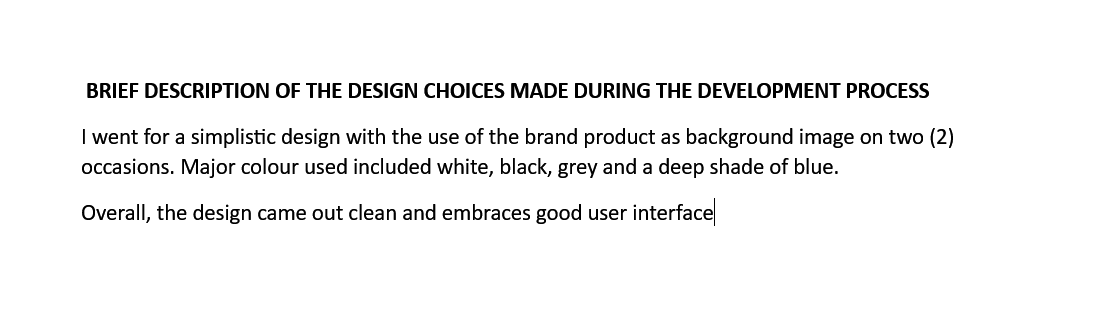 BRIEF DESCRIPTION OF THE DESIGN CHOICES MADE DURING THE DEVELOPMENT PROCESS
I went for a simplistic design with the use of the brand product as background image on two (2)
occasions. Major colour used included white, black, grey and a deep shade of blue.
Overall, the design came out clean and embraces good user interface